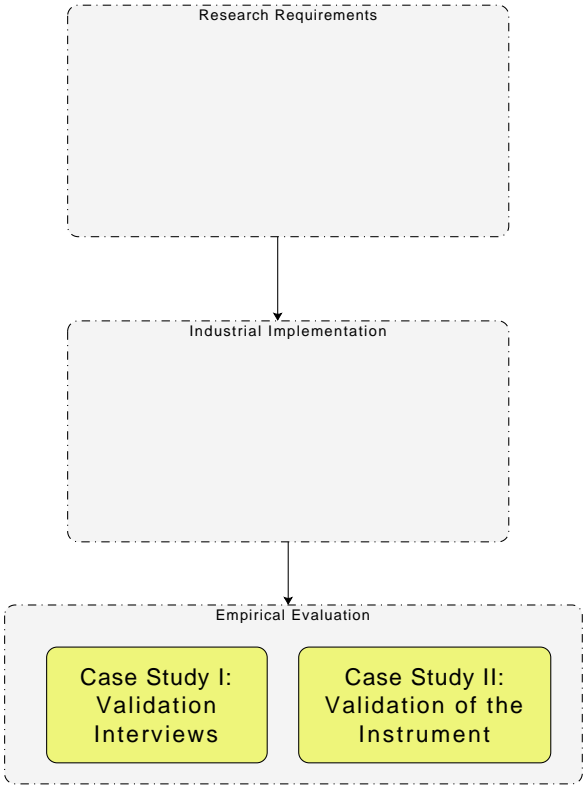 Research Requirements
Industrial Implementation
Empirical Evaluation
Case Study I:
Validation
Interviews
Case Study II:
Validation of the
Instrument